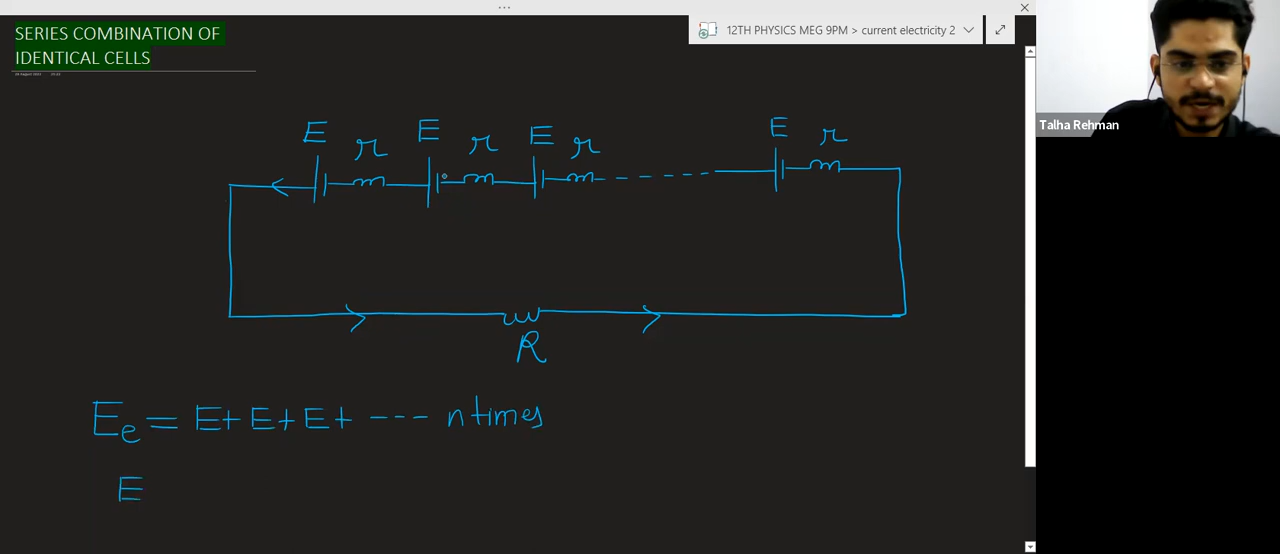 SERIES COMBINATION OF
IDENTICAL CELLS
12TH PHYSICS MEG 9PM > current electricity 2
Talha Rehman
E r E r E r E r
R
Ee = E + E + E + --- n times
E